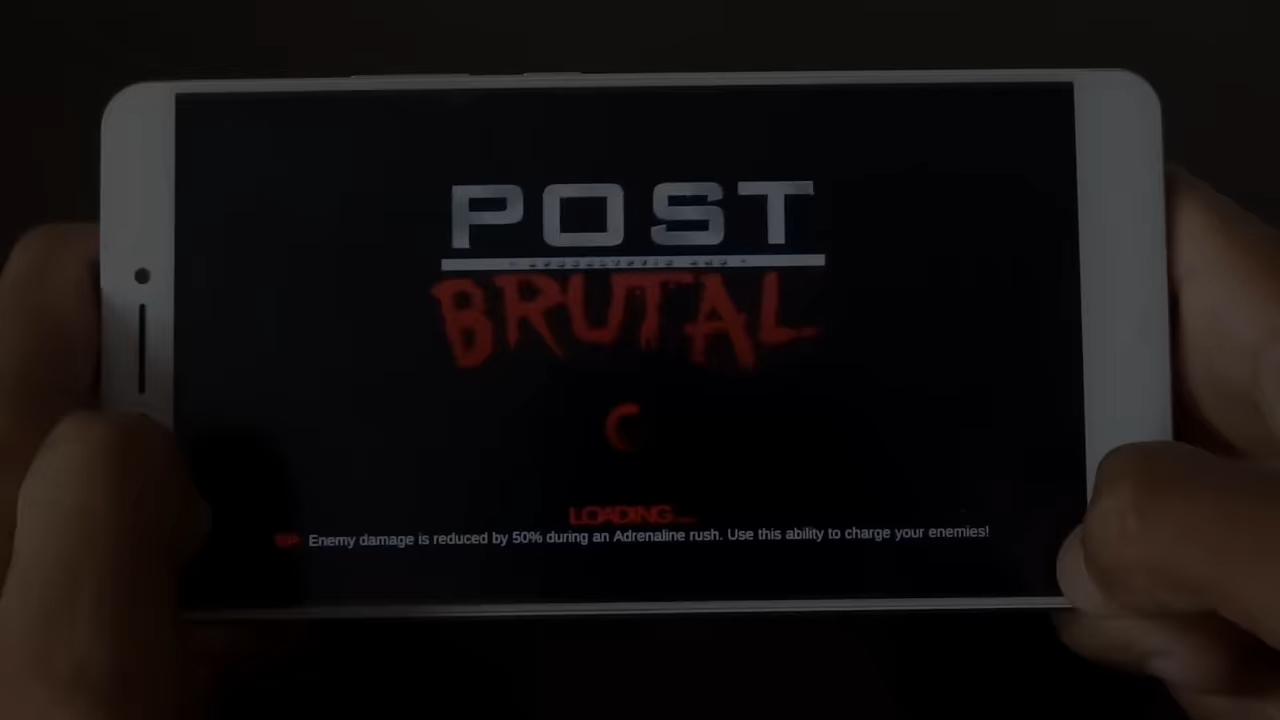 POST
BRUTAL
LOADING...
TIP: Enemy damage is reduced by 50% during an Adrenaline rush. Use this ability to charge your enemies!